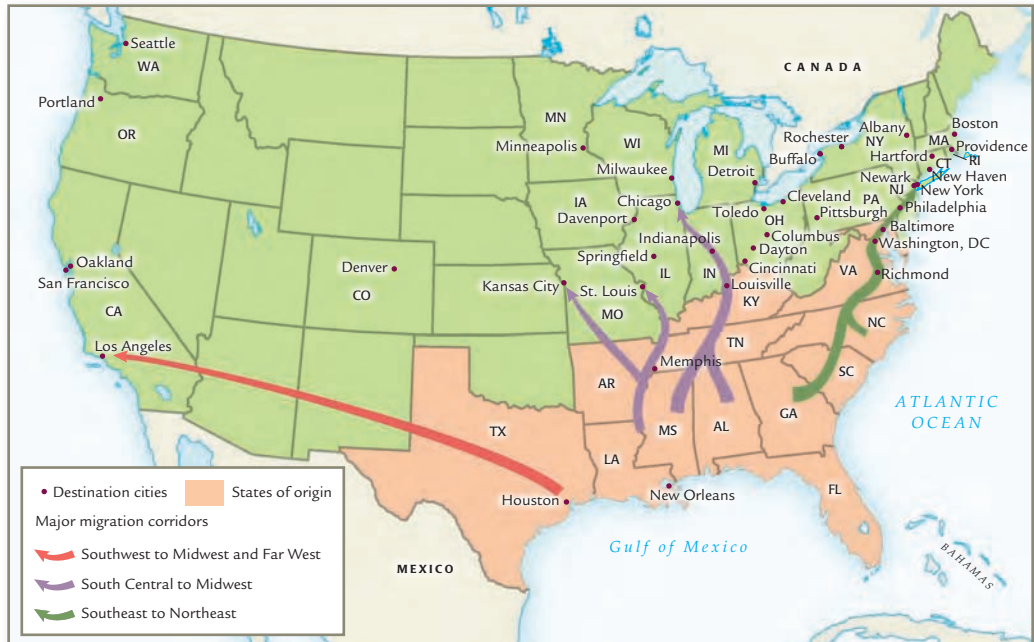 Seattle
WA
CANADA
Portland
OR
MN
Minneapolis
WI
MI
Milwaukee
Detroit
Rochester
Buffalo
Albany
NY
Boston
MA
Providence
RI
Hartford
CT
New Haven
Newark
New York
NJ
PA
Philadelphia
Pittsburgh
Cleveland
Baltimore
Washington, DC
Chicago
Toledo
OH
Columbus
Dayton
Cincinnati
IA
Davenport
Indianapolis
Springfield
IL
IN
Louisville
KY
VA
Richmond
Oakland
San Francisco
CA
Denver
CO
Kansas City
St. Louis
MO
Los Angeles
TN
NC
Memphis
AR
SC
MS
AL
GA
ATLANTIC
OCEAN
TX
LA
Houston
New Orleans
FL
Gulf of Mexico
MEXICO
BAHAMAS
Destination cities
States of origin
Major migration corridors
Southwest to Midwest and Far West
South Central to Midwest
Southeast to Northeast